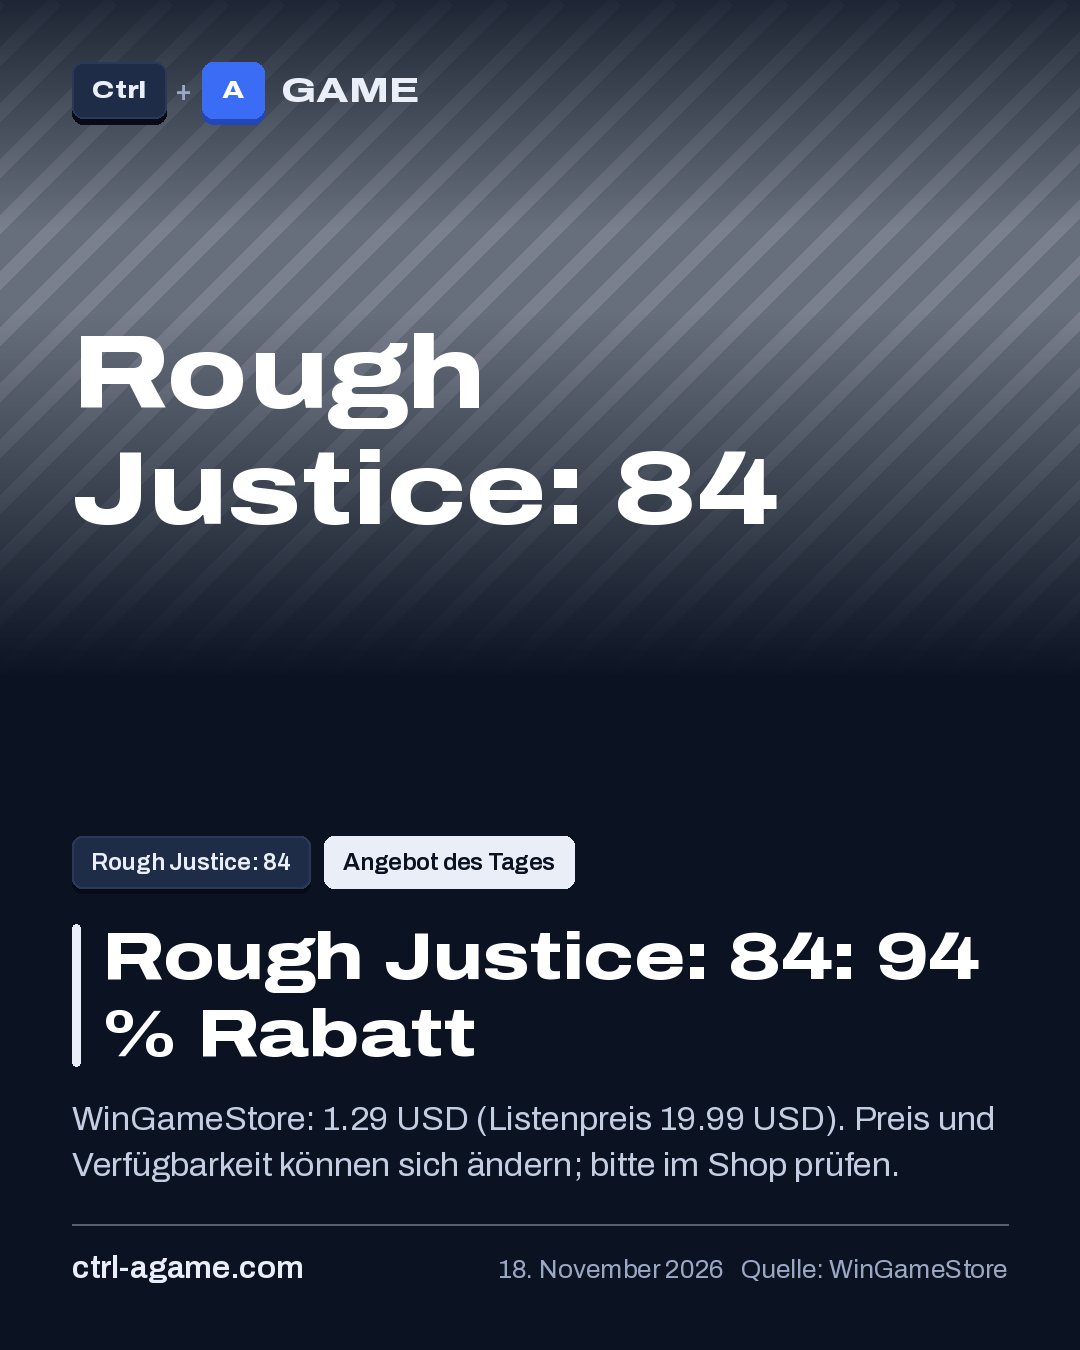 Ctrl + A GAME
Rough
Justice: 84
Rough Justice: 84 Angebot des Tages
Rough Justice: 84: 94
% Rabatt
WinGameStore: 1.29 USD (Listenpreis 19.99 USD). Preis und
Verfügbarkeit können sich ändern; bitte im Shop prüfen.
ctrl-agame.com 18. November 2026 Quelle: WinGameStore